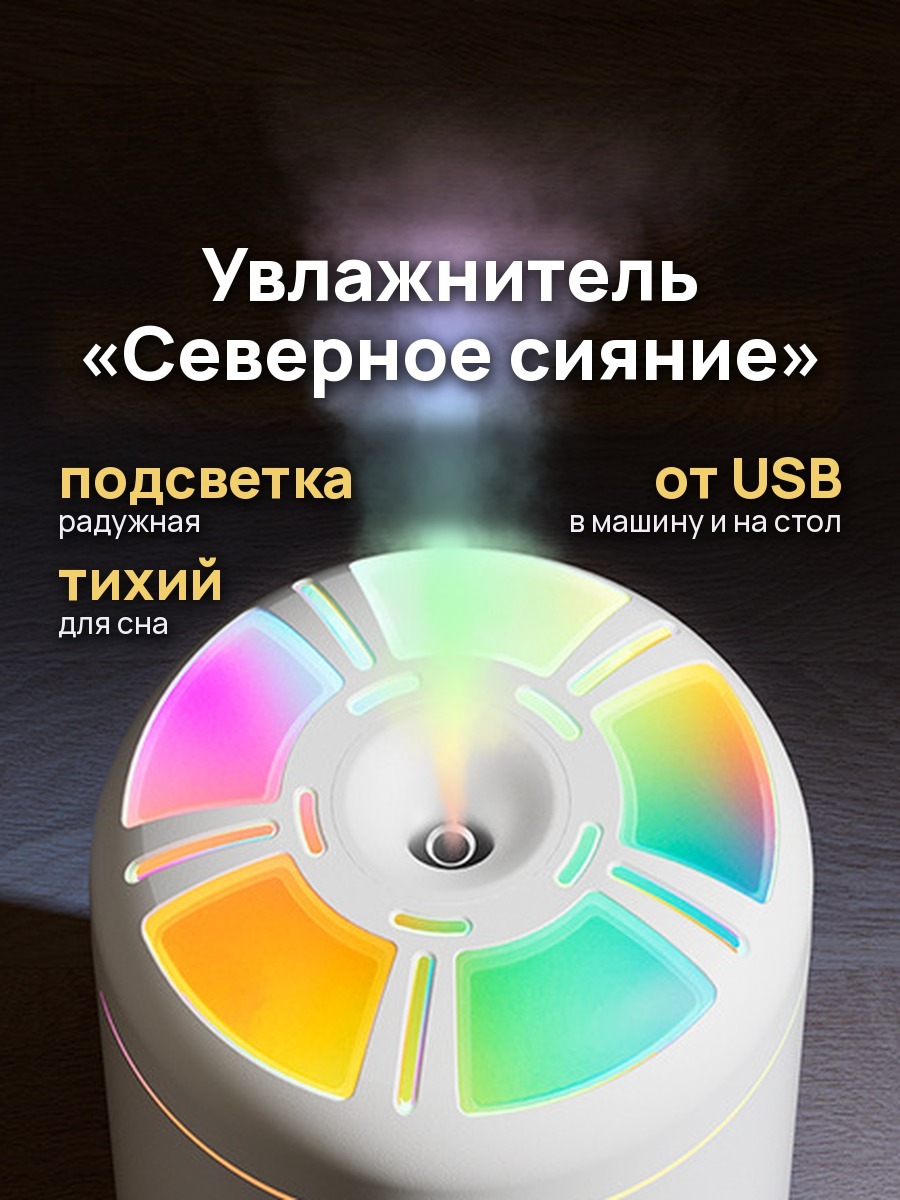 Увлажнитель
«Северное сияние»
подсветка
радужная
от USB
в машину и на стол
тихий
для сна